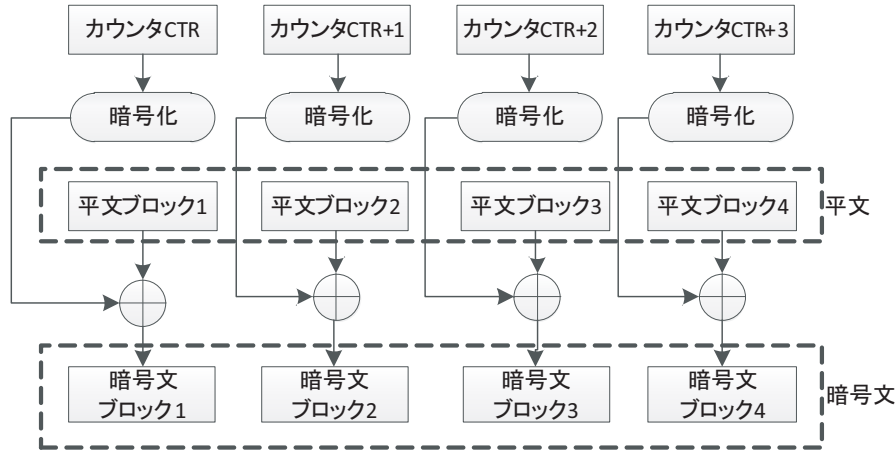 カウンタCTR
カウンタCTR+1
カウンタCTR+2
カウンタCTR+3
暗号化
暗号化
暗号化
暗号化
平文ブロック1
平文ブロック2
平文ブロック3
平文ブロック4
平文
暗号文
ブロック1
暗号文
ブロック2
暗号文
ブロック3
暗号文
ブロック4
暗号文